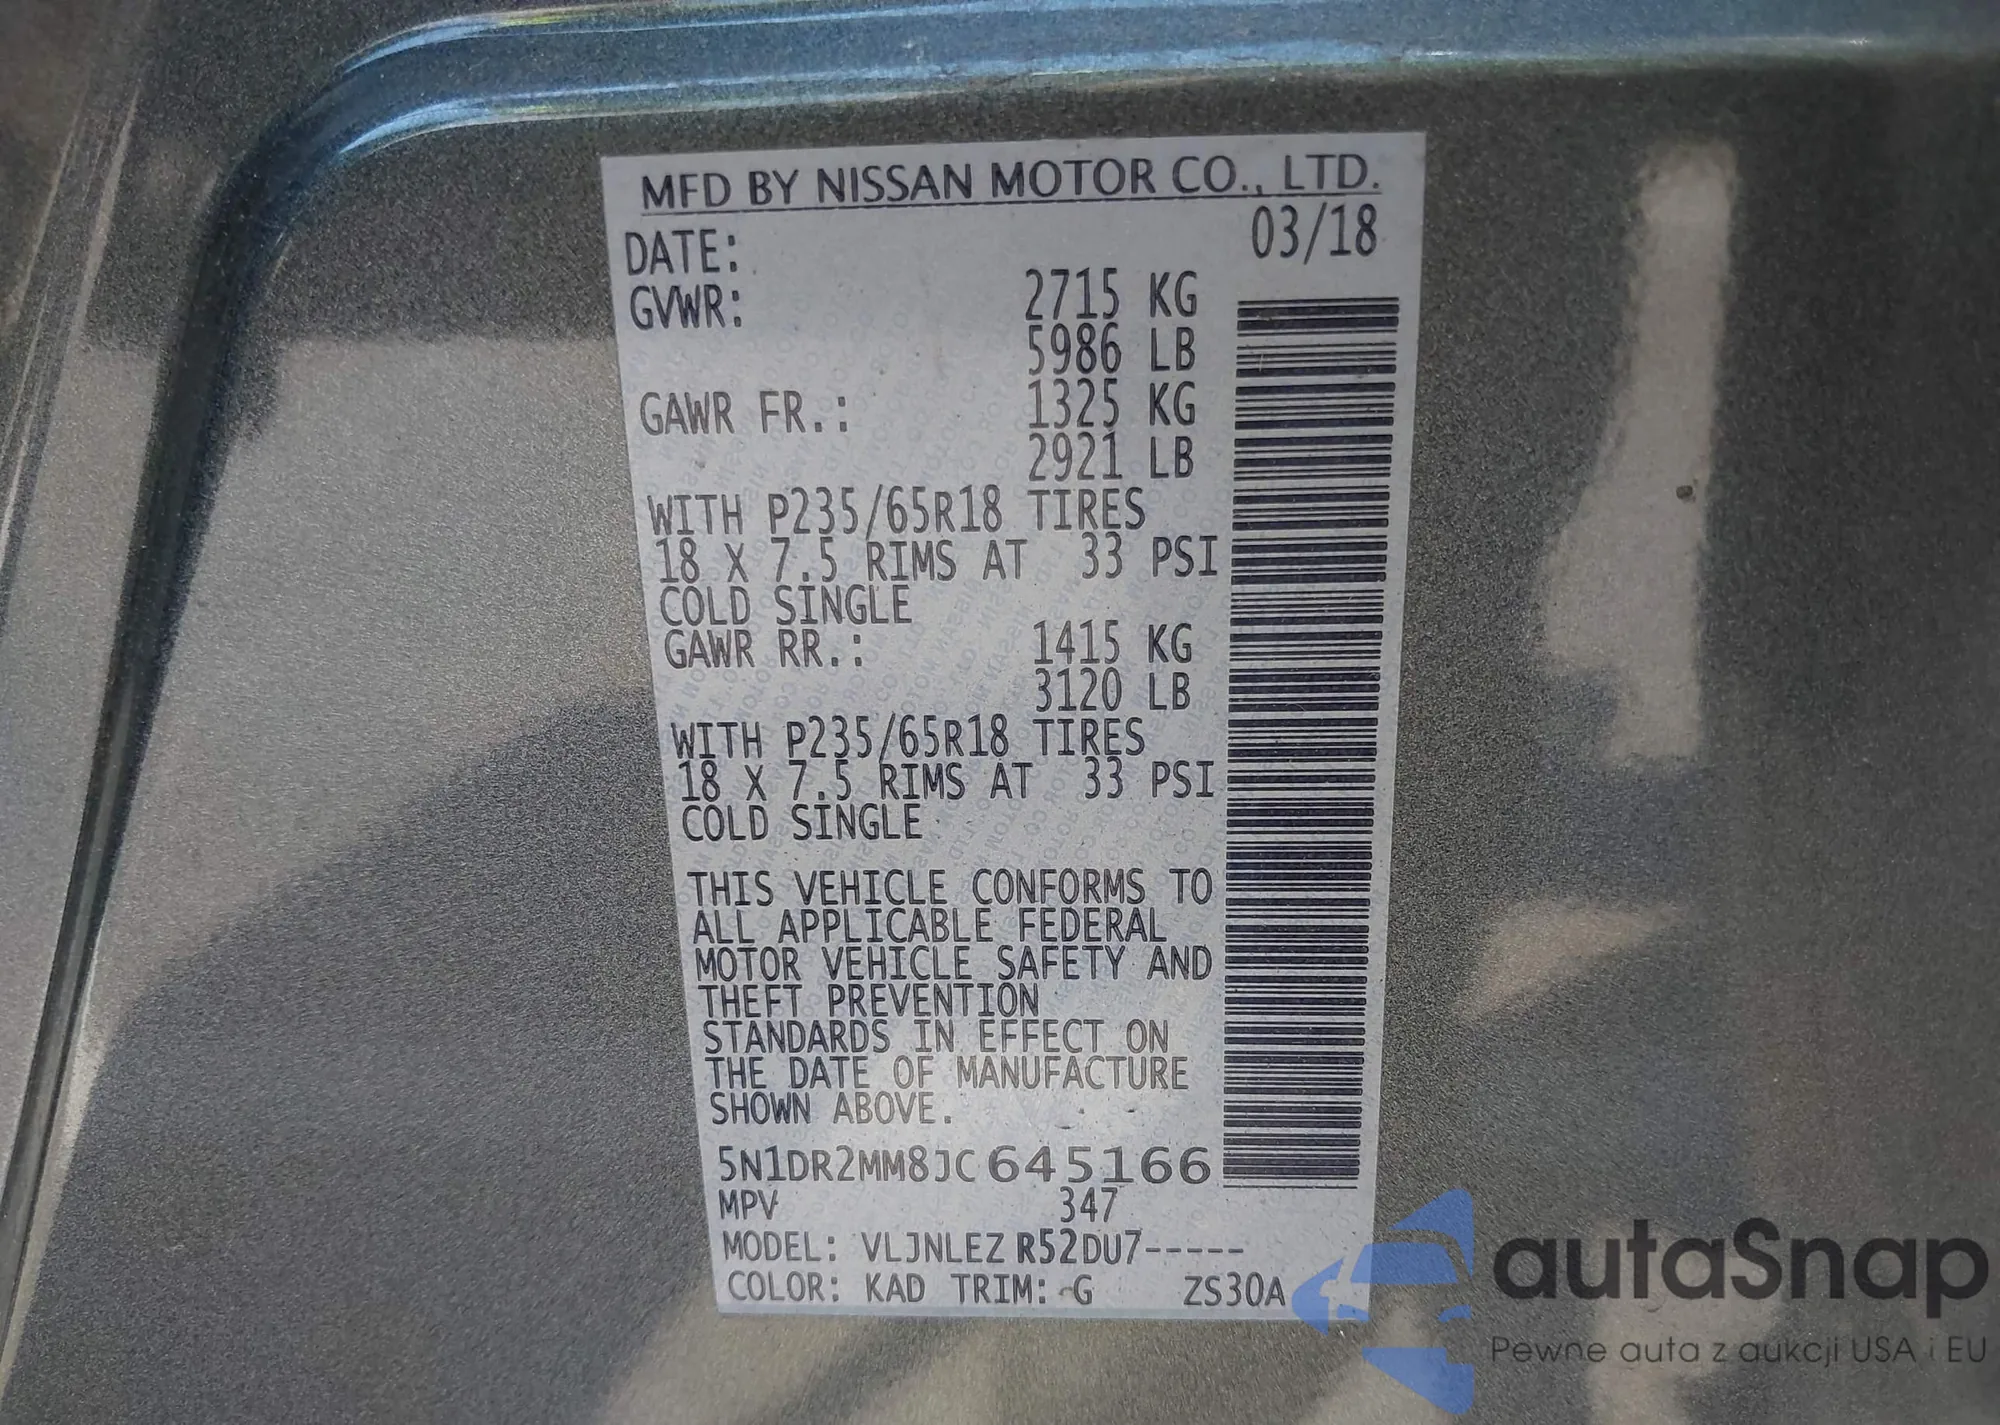 MFD BY NISSAN MOTOR CO., LTD.
DATE: 03/18
GVWR: 2715 KG
5986 LB
GAWR FR.: 1325 KG
2921 LB
WITH P235/65R18 TIRES
18 X 7.5 RIMS AT 33 PSI
COLD SINGLE
GAWR RR.: 1415 KG
3120 LB
WITH P235/65R18 TIRES
18 X 7.5 RIMS AT 33 PSI
COLD SINGLE
THIS VEHICLE CONFORMS TO
ALL APPLICABLE FEDERAL
MOTOR VEHICLE SAFETY AND
THEFT PREVENTION
STANDARDS IN EFFECT ON
THE DATE OF MANUFACTURE
SHOWN ABOVE.
5N1DR2MM8JC645166
MPV 347
MODEL: VLJNLEZ R52DU7-----
COLOR: KAD TRIM: G ZS30A
autaSnap
Pewne auta z aukcji USA i EU